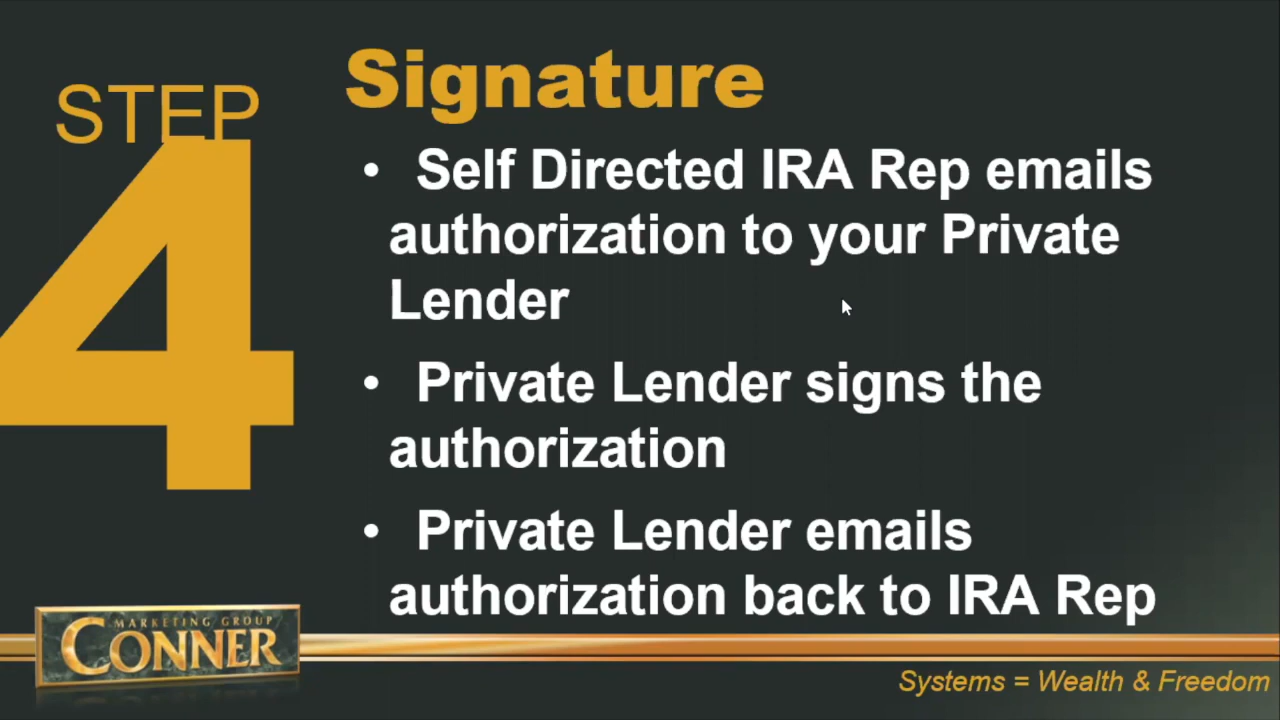 STEP
4
Signature
• Self Directed IRA Rep emails
authorization to your Private
Lender
• Private Lender signs the
authorization
• Private Lender emails
authorization back to IRA Rep
MARKETING GROUP
CONNER
Systems = Wealth & Freedom